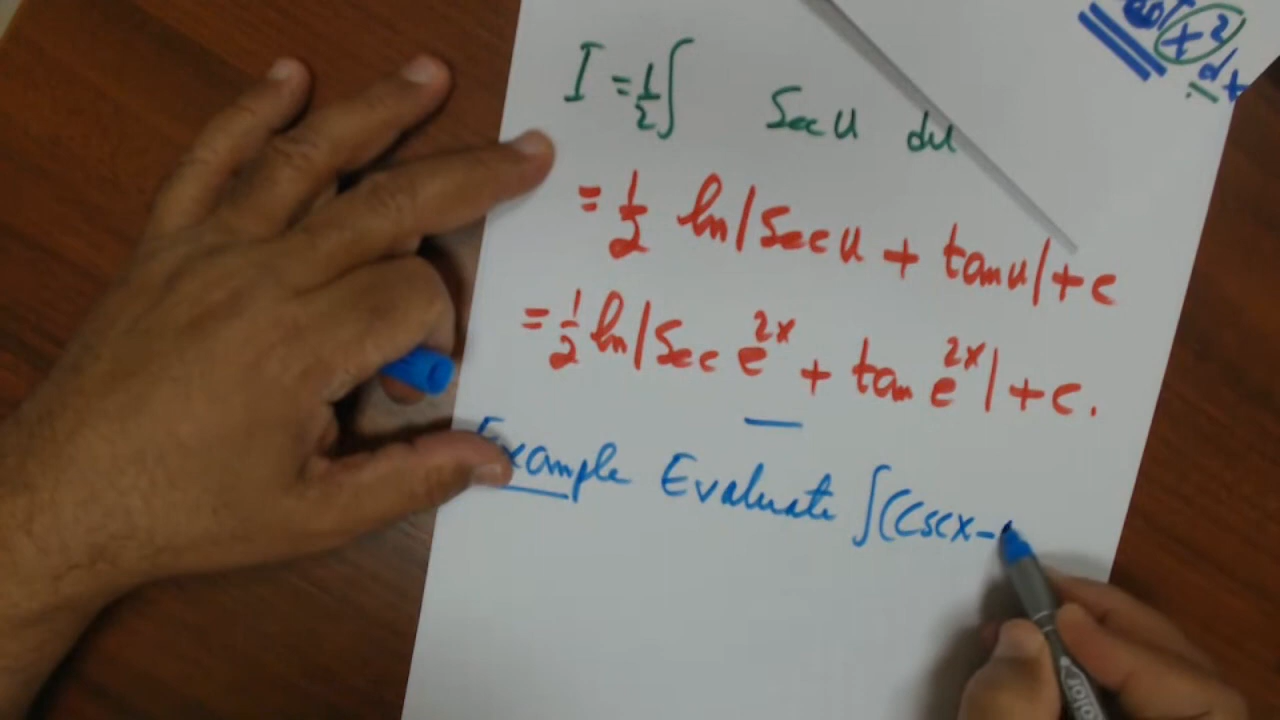 I = 1/2 ∫ Sec u du
= 1/2 ln|Sec u + tan u| + c
= 1/2 ln|Sec e^2x + tan e^2x| + c.
Example Evaluate ∫(Cscx -